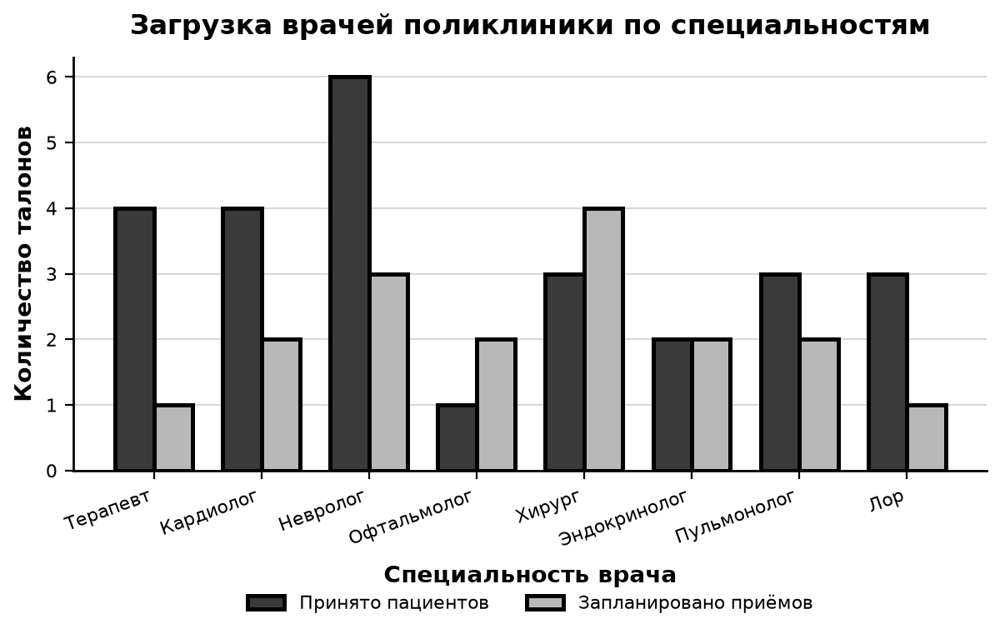 Загрузка врачей поликлиники по специальностям
Количество талонов
6
5
4
3
2
1
0
Терапевт
Кардиолог
Невролог
Офтальмолог
Хирург
Эндокринолог
Пульмонолог
Лор
Специальность врача
Принято пациентов
Запланировано приёмов